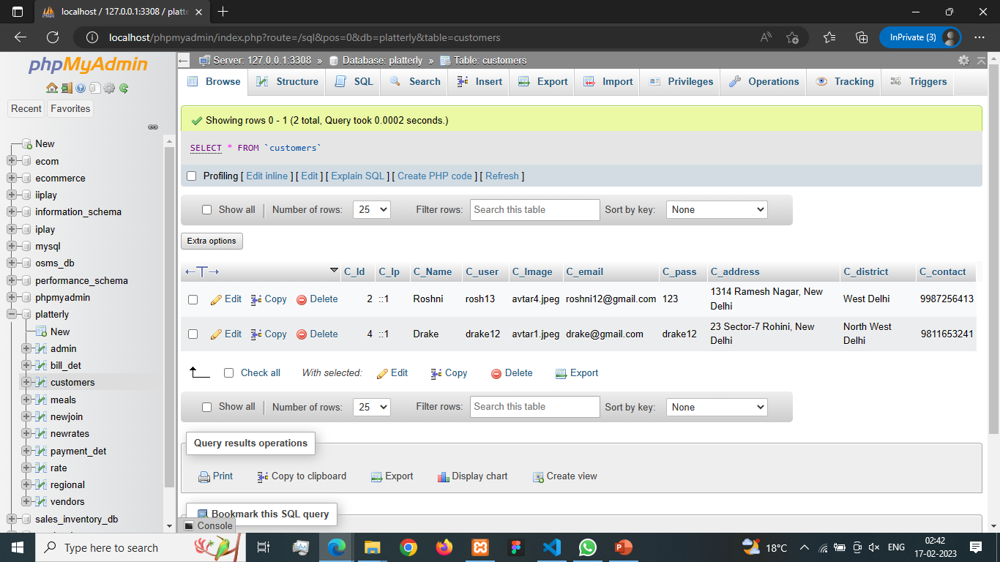 localhost / 127.0.0.1:3308 / platte
localhost/phpmyadmin/index.php?route=/sql&pos=0&db=platterly&table=customers
InPrivate (3)
phpMyAdmin
Recent Favorites
New
ecom
ecommerce
iiplay
information_schema
iplay
mysql
osms_db
performance_schema
phpmyadmin
platterly
New
admin
bill_det
customers
meals
newjoin
newrates
payment_det
rate
regional
vendors
sales_inventory_db
Server: 127.0.0.1:3308 » Database: platterly » Table: customers
Browse Structure SQL Search Insert Export Import Privileges Operations Tracking Triggers
Showing rows 0 - 1 (2 total, Query took 0.0002 seconds.)
SELECT * FROM `customers`
Profiling [ Edit inline ] [ Edit ] [ Explain SQL ] [ Create PHP code ] [ Refresh ]
Show all | Number of rows: 25 Filter rows: Search this table Sort by key: None
Extra options
←T→ C_Id C_Ip C_Name C_user C_Image C_email C_pass C_address C_district C_contact
Edit Copy Delete 2 ::1 Roshni rosh13 avtar4.jpeg roshni12@gmail.com 123 1314 Ramesh Nagar, New Delhi West Delhi 9987256413
Edit Copy Delete 4 ::1 Drake drake12 avtar1.jpeg drake@gmail.com drake12 23 Sector-7 Rohini, New Delhi North West Delhi 9811653241
Check all With selected: Edit Copy Delete Export
Show all | Number of rows: 25 Filter rows: Search this table Sort by key: None
Query results operations
Print Copy to clipboard Export Display chart Create view
Bookmark this SQL query
Console
Type here to search
18°C ENG 02:42
17-02-2023